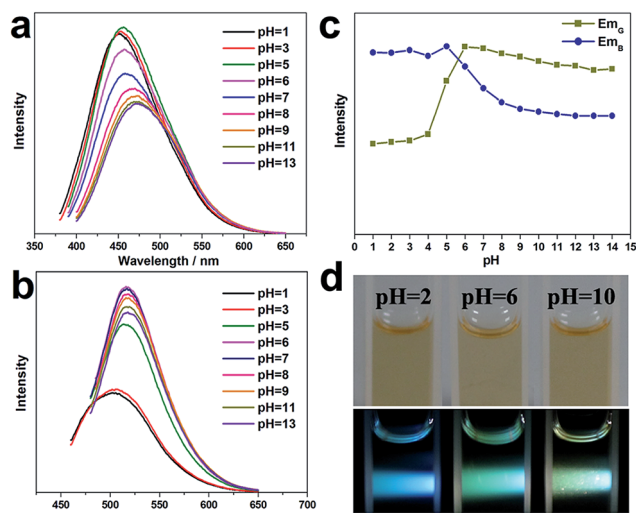 a
pH=1
pH=3
pH=5
pH=6
pH=7
pH=8
pH=9
pH=11
pH=13
Intensity
350 400 450 500 550 600 650 700
Wavelength / nm
b
pH=1
pH=3
pH=5
pH=6
pH=7
pH=8
pH=9
pH=11
pH=13
Intensity
450 500 550 600 650 700
c
Em_G
Em_B
Intensity
0 1 2 3 4 5 6 7 8 9 10 11 12 13 14 15
pH
d
pH=2 pH=6 pH=10